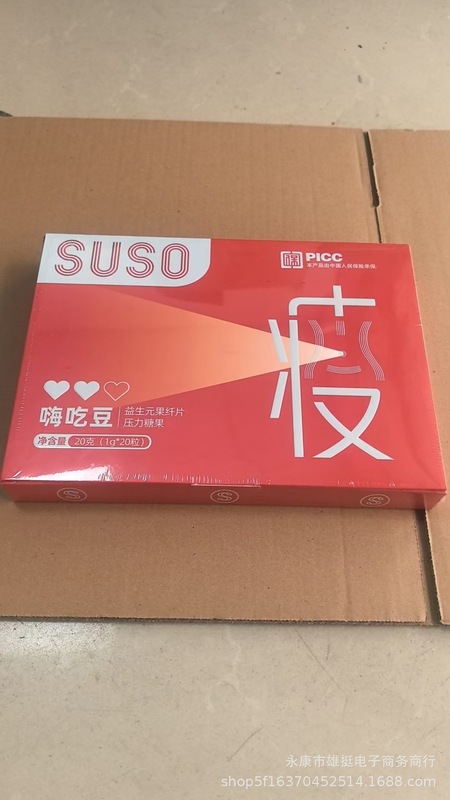 SUSO
保 PICC
本产品由中国人民保险承保
嗨吃豆
益生元果纤片
压力糖果
净含量 20克（1g*20粒）
S S S
永康市雄挺电子商务商行
shop5f16370452514.1688.com